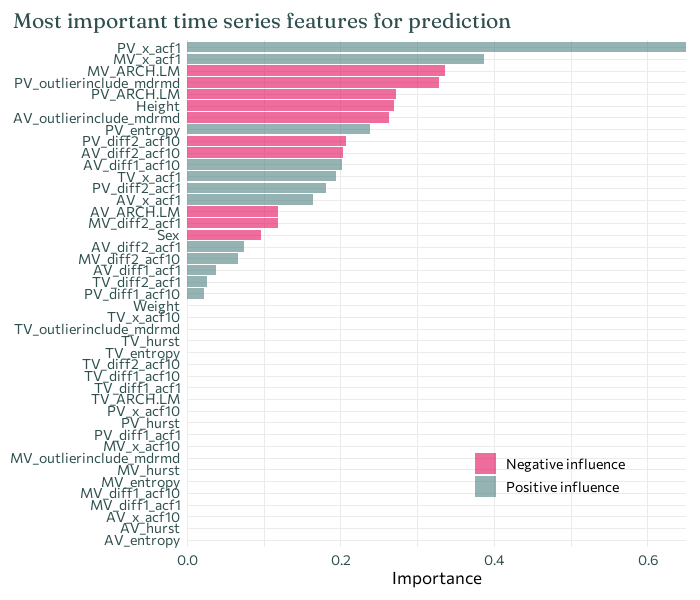 Most important time series features for prediction
PV_x_acf1
MV_x_acf1
MV_ARCH.LM
PV_outlierinclude_mdrmd
PV_ARCH.LM
Height
AV_outlierinclude_mdrmd
PV_entropy
PV_diff2_acf10
AV_diff2_acf10
AV_diff1_acf10
TV_x_acf1
PV_diff2_acf1
AV_x_acf1
AV_ARCH.LM
MV_diff2_acf1
Sex
AV_diff2_acf1
MV_diff2_acf10
AV_diff1_acf1
TV_diff2_acf1
PV_diff1_acf10
Weight
TV_x_acf10
TV_outlierinclude_mdrmd
TV_hurst
TV_entropy
TV_diff2_acf10
TV_diff1_acf10
TV_diff1_acf1
TV_ARCH.LM
PV_x_acf10
PV_hurst
PV_diff1_acf1
MV_x_acf10
MV_outlierinclude_mdrmd
MV_hurst
MV_entropy
MV_diff1_acf10
MV_diff1_acf1
AV_x_acf10
AV_hurst
AV_entropy
Negative influence
Positive influence
0.0 0.2 0.4 0.6
Importance